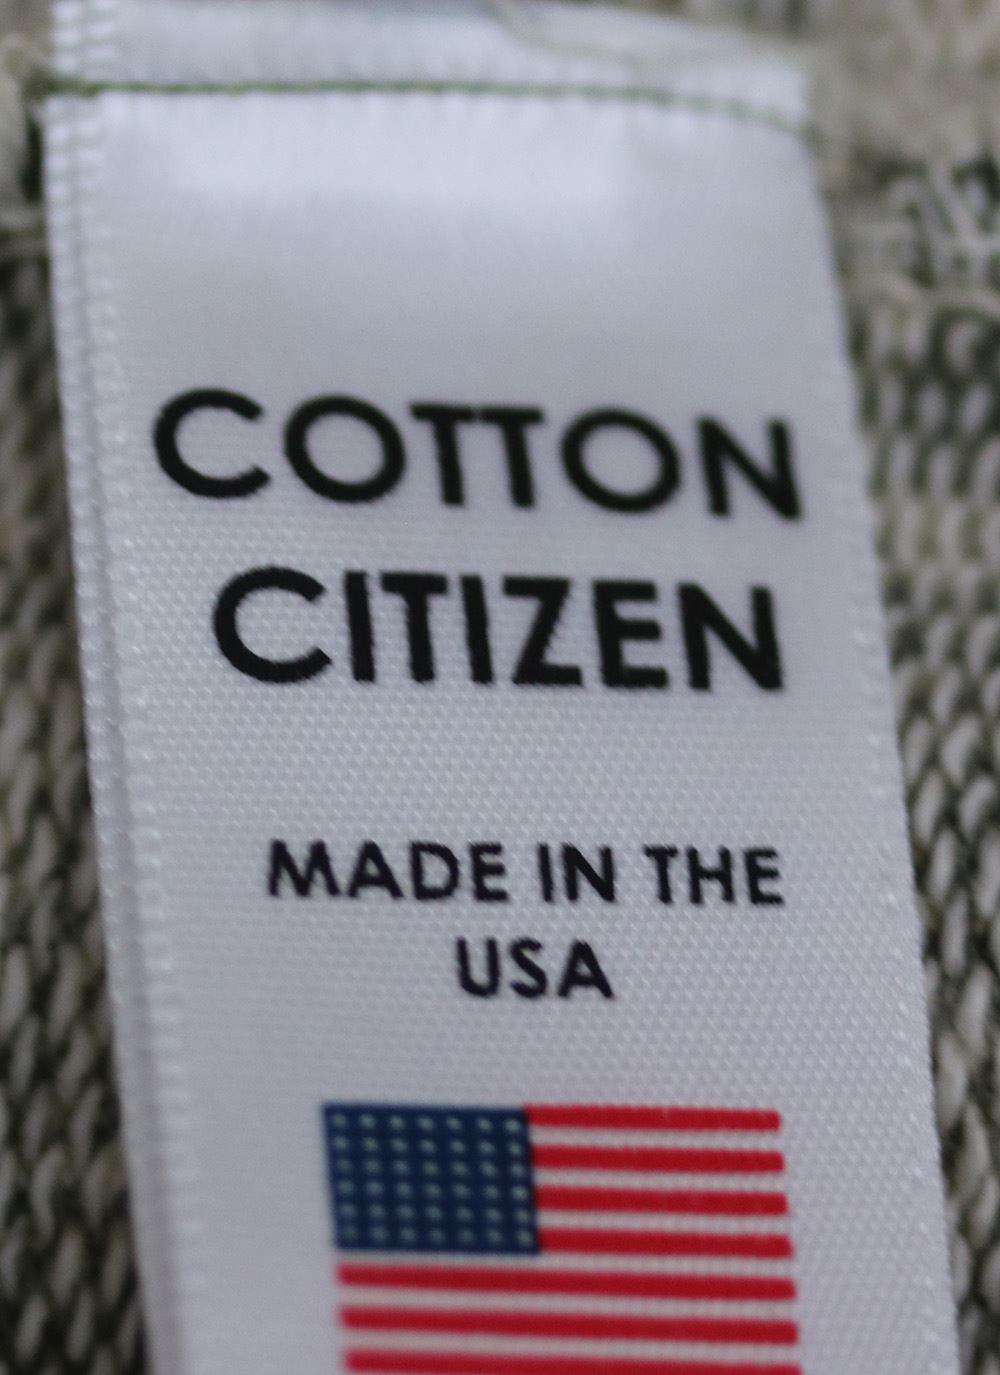 COTTON
CITIZEN
MADE IN THE
USA